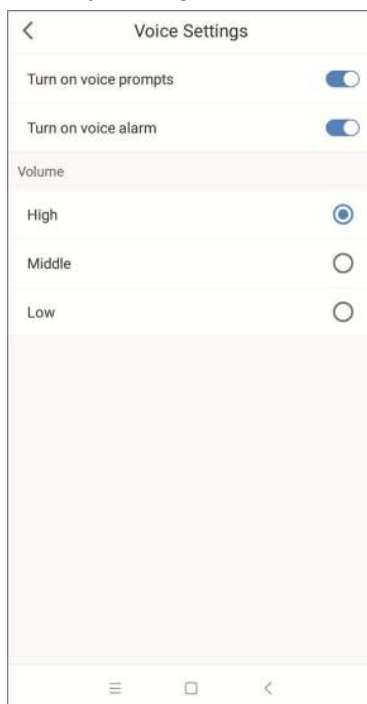 Voice Settings
Turn on voice prompts
Turn on voice alarm
Volume
High
Middle
Low